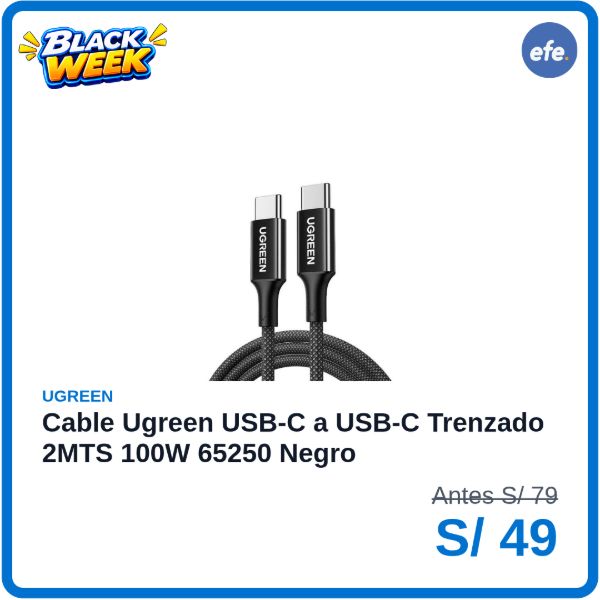 BLACK
WEEK
efe.
UGREEN
UGREEN
UGREEN
Cable Ugreen USB-C a USB-C Trenzado
2MTS 100W 65250 Negro
Antes S/ 79
S/ 49